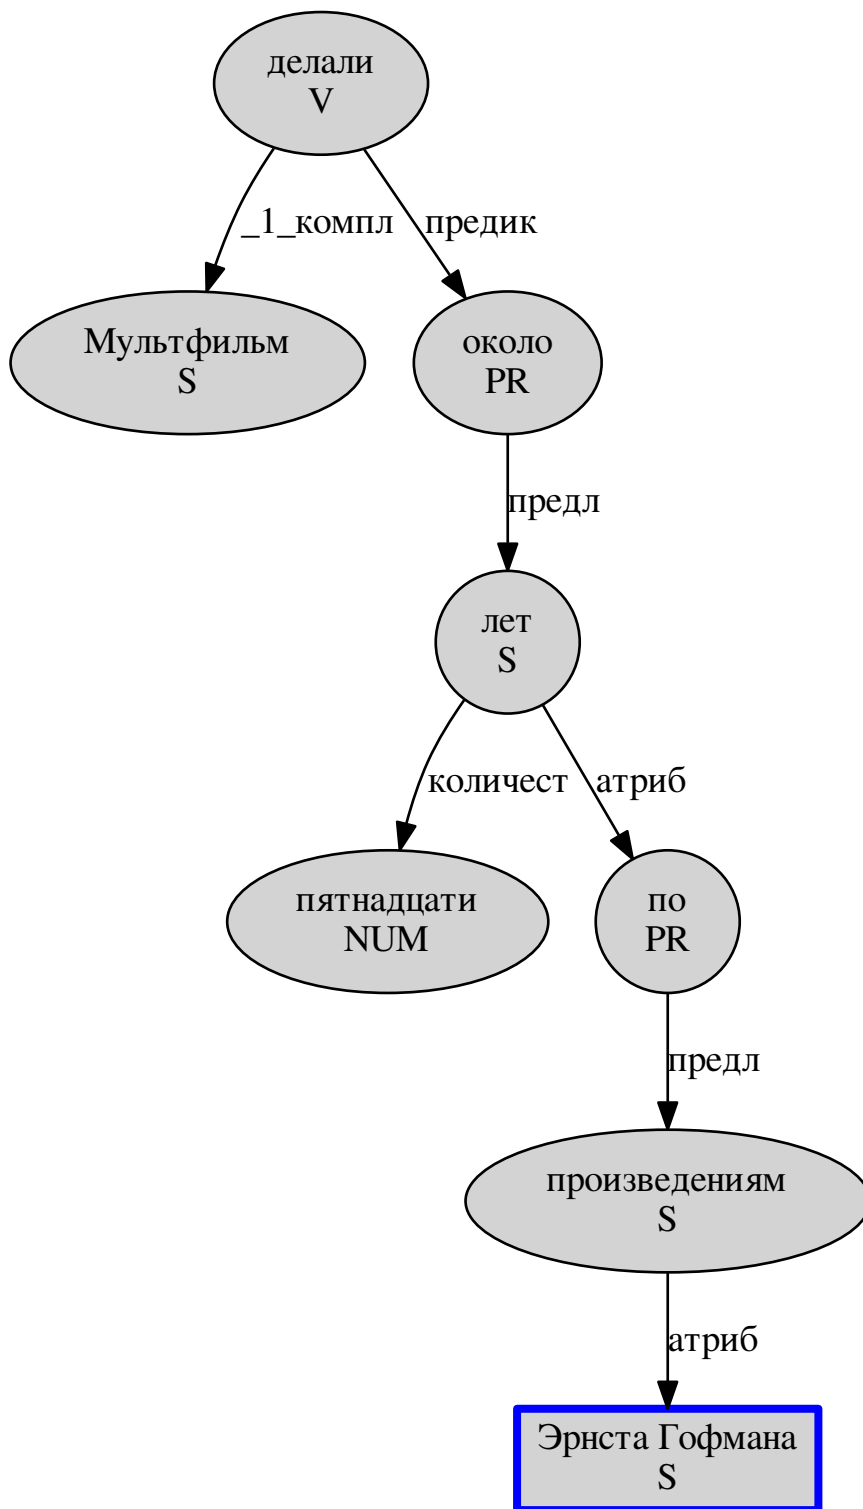 делали
V
_1_компл
предик
Мультфильм
S
около
PR
предл
лет
S
количест
атриб
пятнадцати
NUM
по
PR
предл
произведениям
S
атриб
Эрнста Гофмана
S